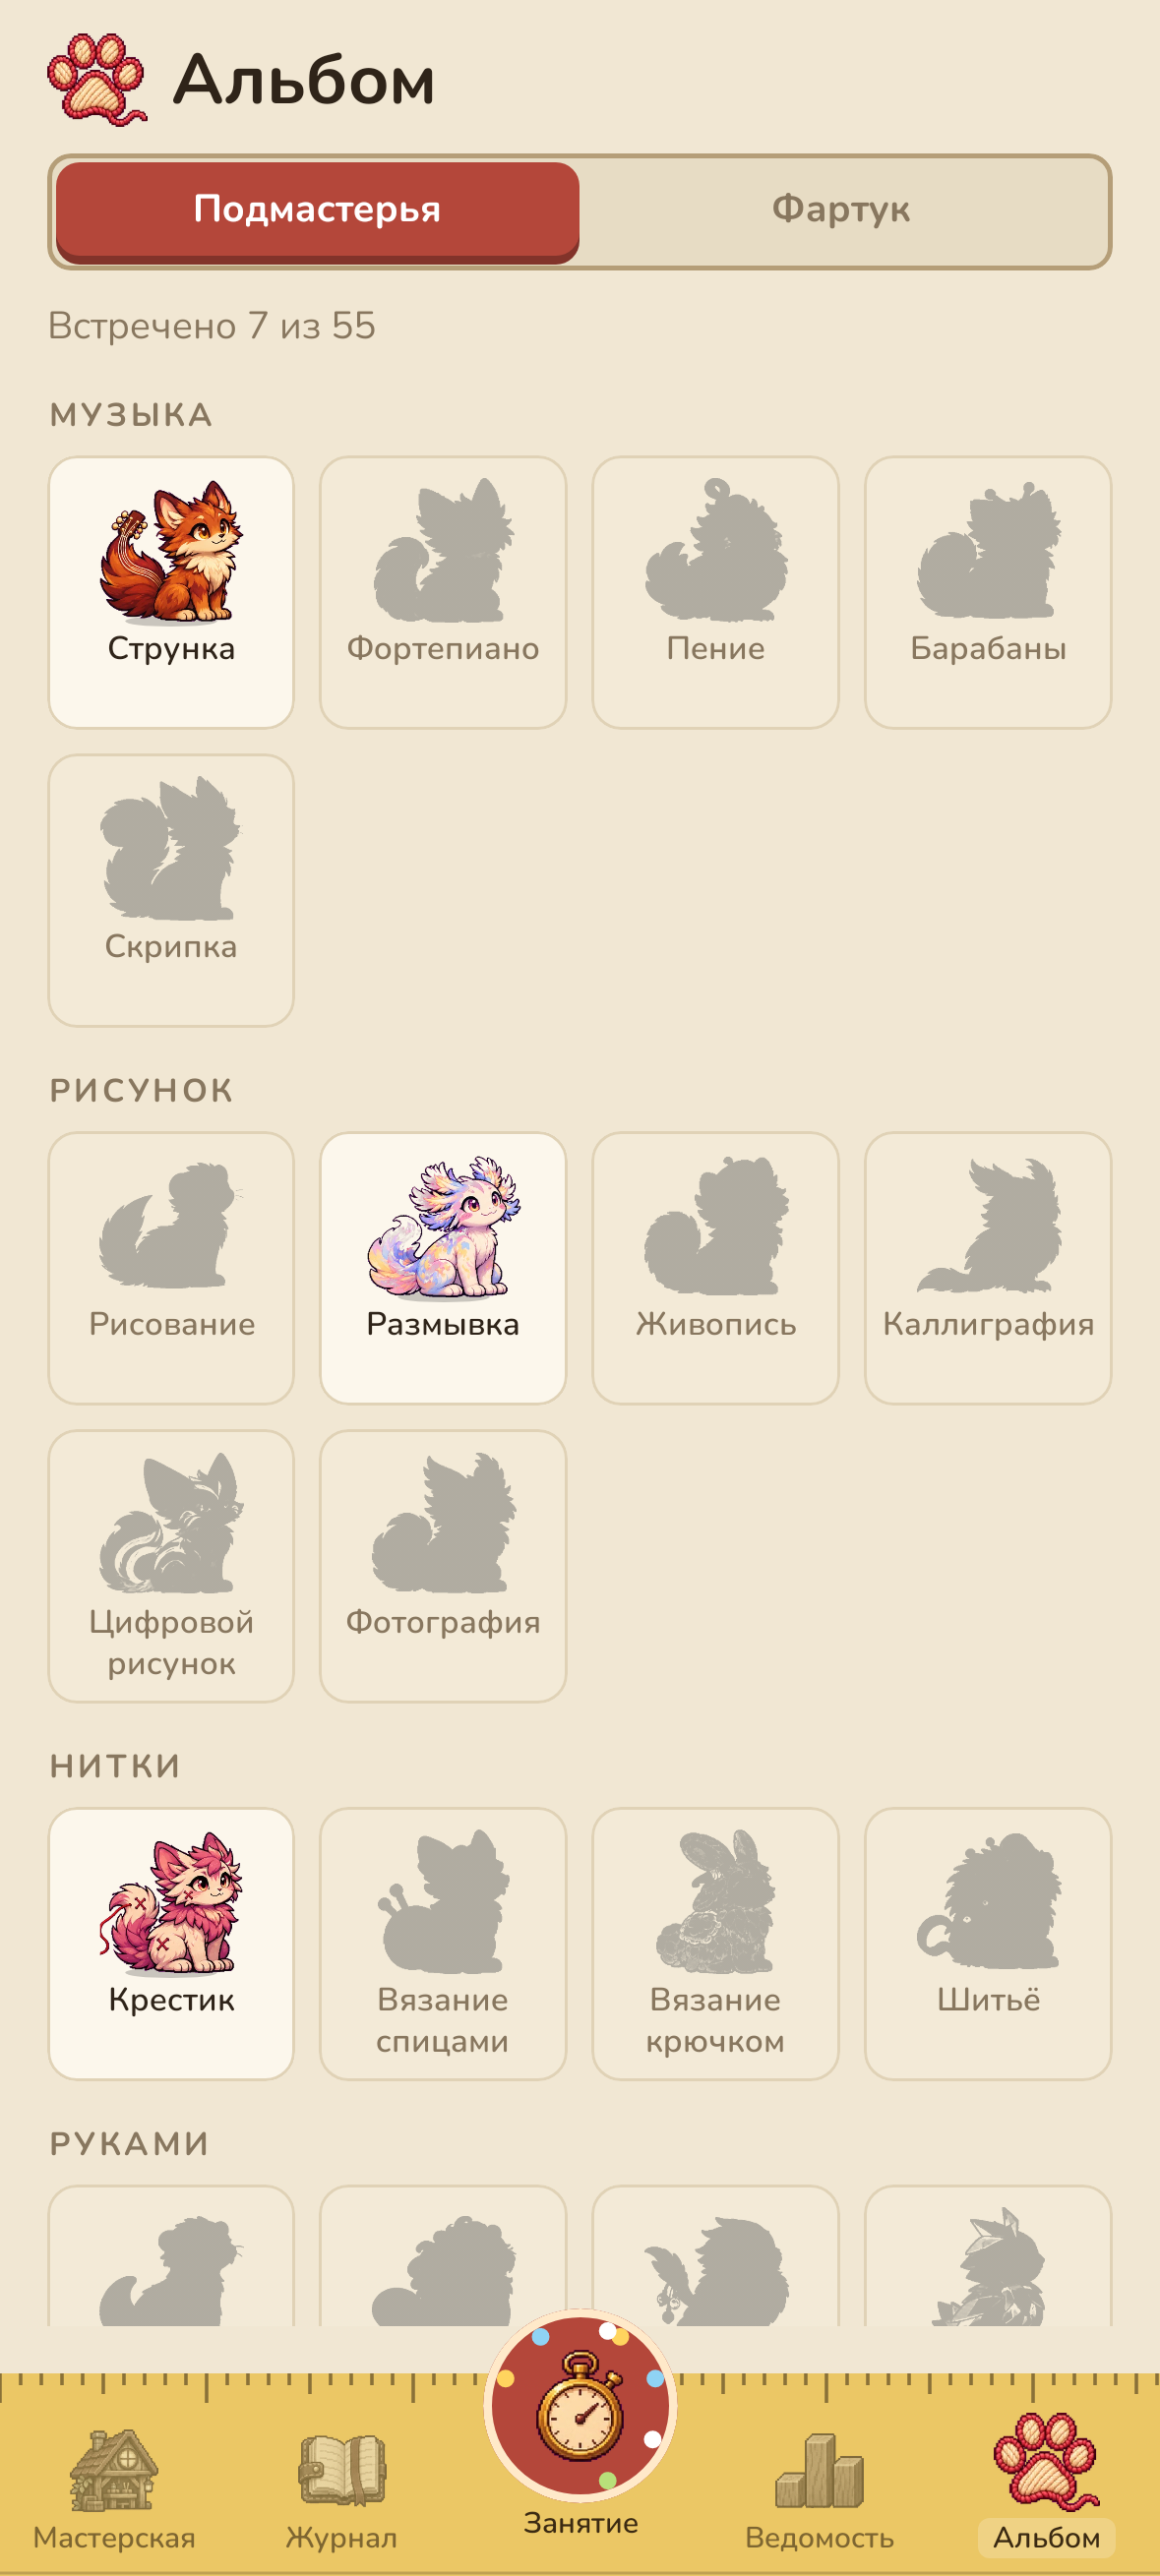 Альбом
Подмастерья
Фартук
Встречено 7 из 55
МУЗЫКА
Струнка
Фортепиано
Пение
Барабаны
Скрипка
РИСУНОК
Рисование
Размывка
Живопись
Каллиграфия
Цифровой
рисунок
Фотография
НИТКИ
Крестик
Вязание
спицами
Вязание
крючком
Шитьё
РУКАМИ
Мастерская
Журнал
Занятие
Ведомость
Альбом